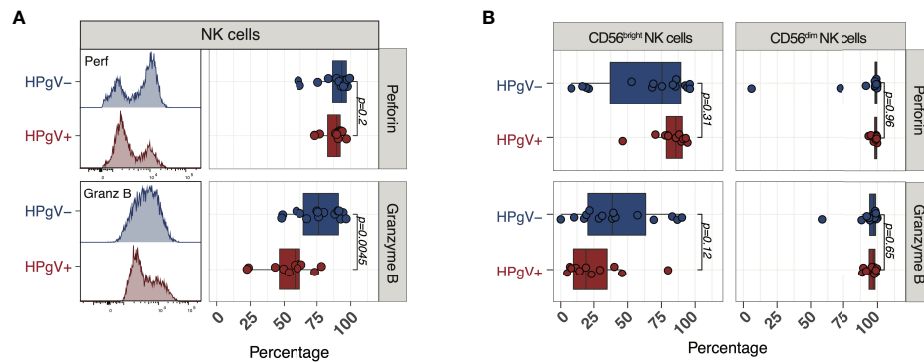 A
NK cells
Perf
HPgV–
HPgV+
Perforin
p=0.2
Granz B
HPgV–
HPgV+
Granzyme B
p=0.0045
0
25
50
75
100
Percentage
B
CD56bright NK cells
CD56dim NK cells
HPgV–
HPgV+
p=0.31
p=0.96
Perforin
HPgV–
HPgV+
p=0.12
p=0.65
Granzyme B
0
25
50
75
100
0
25
50
75
100
Percentage